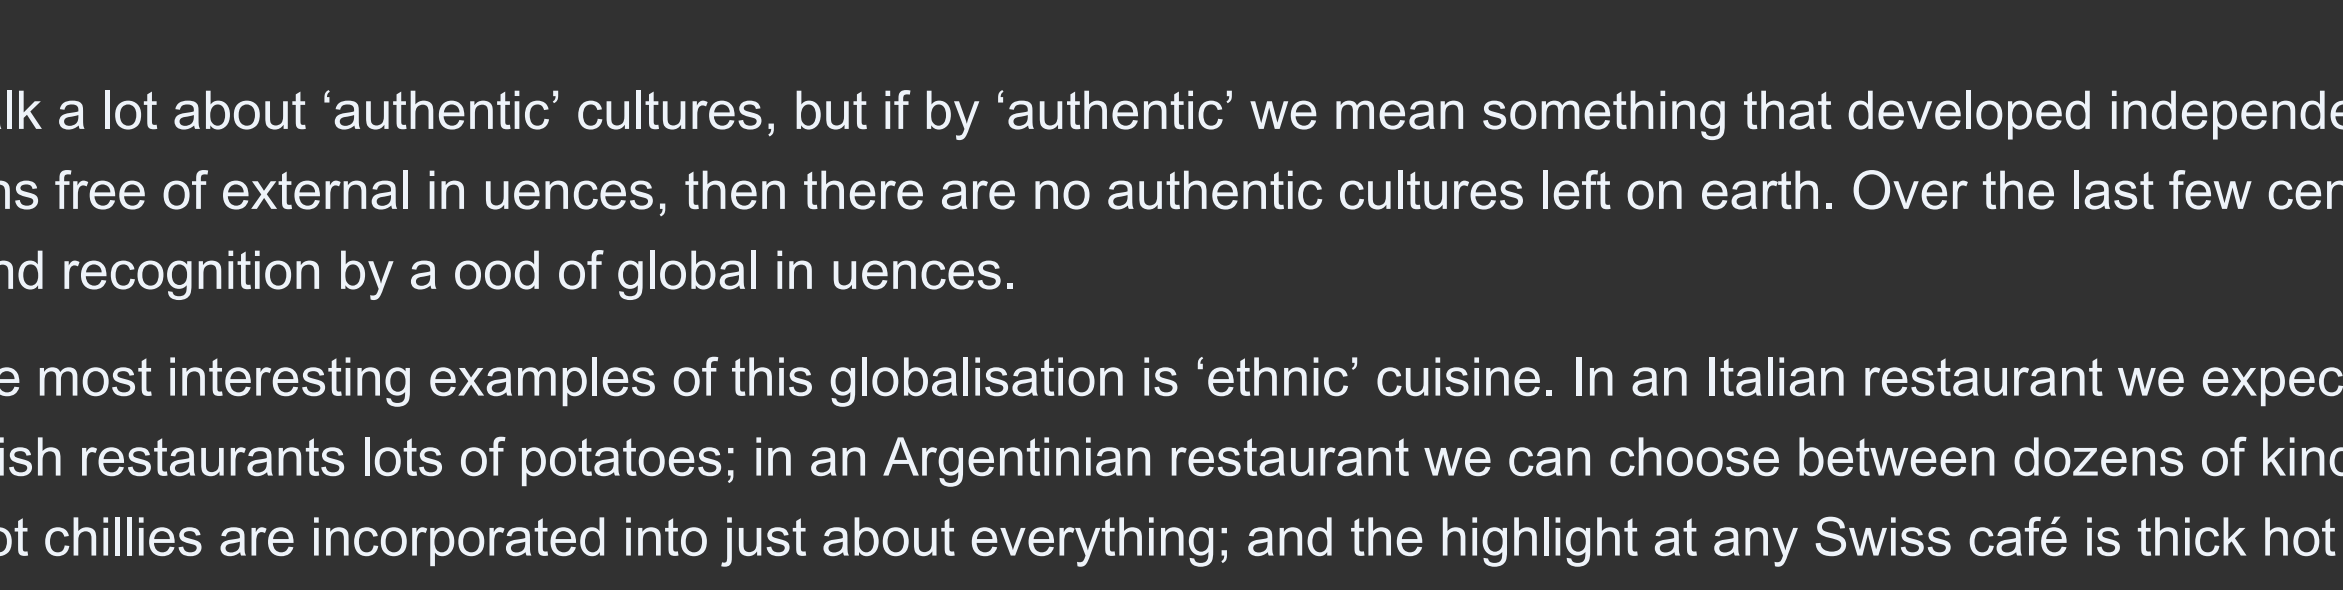 lk a lot about ‘authentic’ cultures, but if by ‘authentic’ we mean something that developed independe
ns free of external in uences, then there are no authentic cultures left on earth. Over the last few cen
nd recognition by a ood of global in uences.
e most interesting examples of this globalisation is ‘ethnic’ cuisine. In an Italian restaurant we expec
ish restaurants lots of potatoes; in an Argentinian restaurant we can choose between dozens of kind
ot chillies are incorporated into just about everything; and the highlight at any Swiss café is thick hot